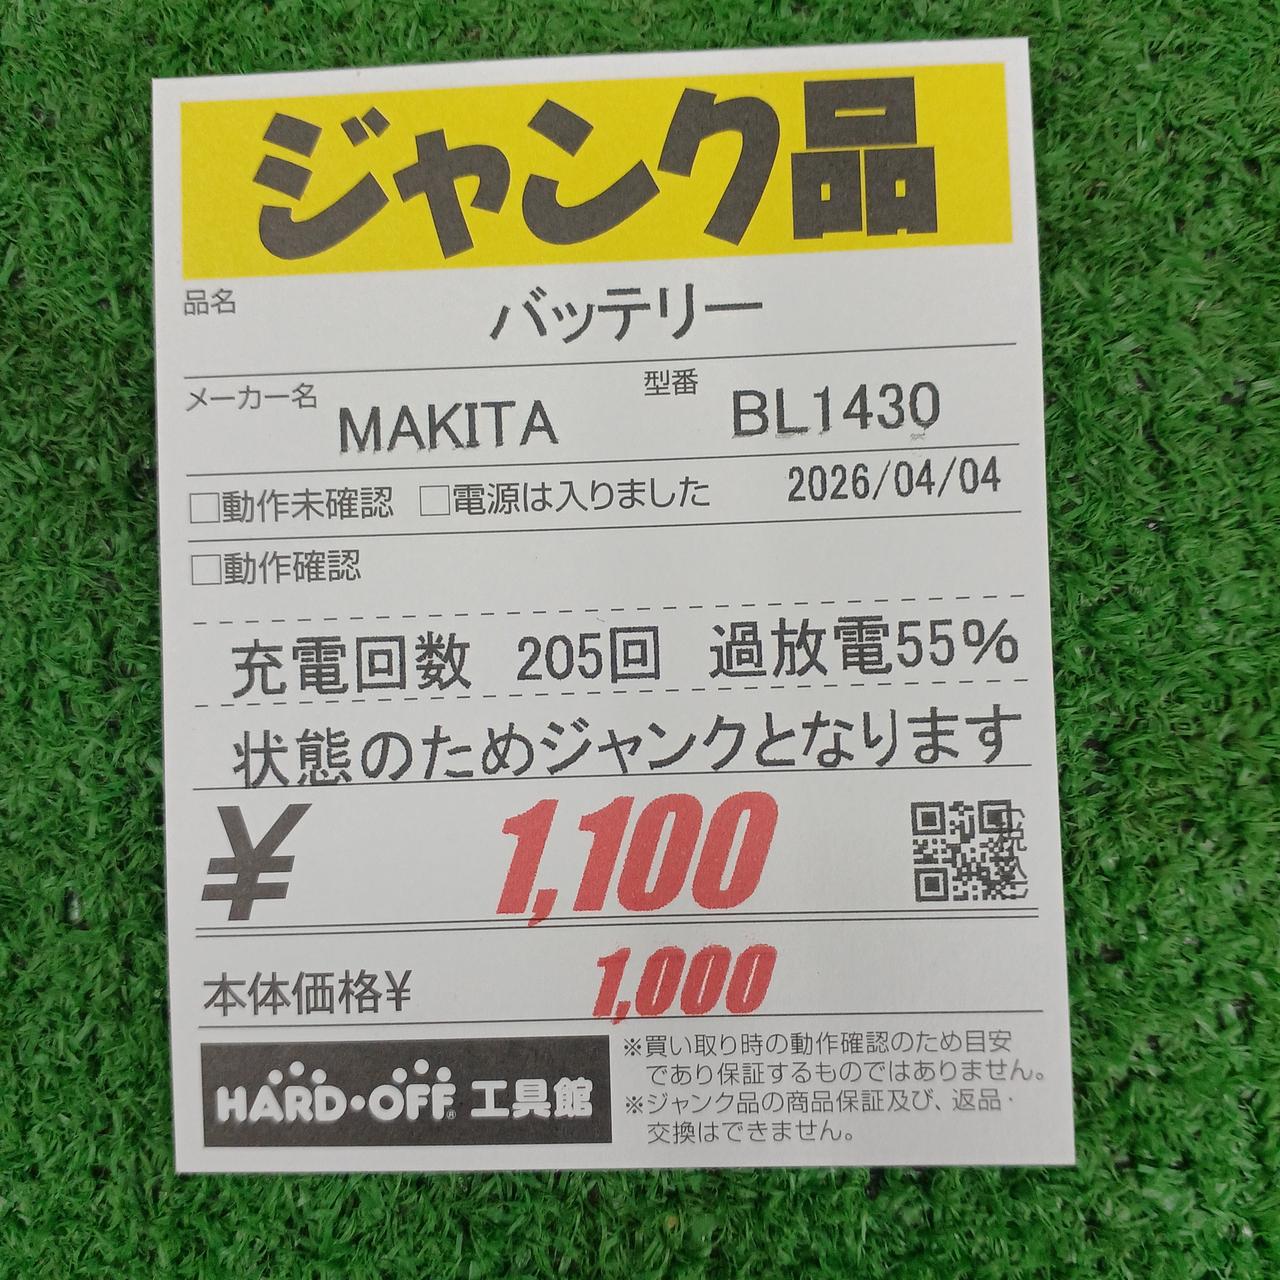 ジャンク品
品名 バッテリー
メーカー名 MAKITA 型番 BL1430
□動作未確認 □電源は入りました 2026/04/04
□動作確認
充電回数 205回 過放電55%
状態のためジャンクとなります
¥ 1,100 (税込)
本体価格¥ 1,000
HARD・OFF® 工具館
※買い取り時の動作確認のため目安
であり保証するものではありません。
※ジャンク品の商品保証及び、返品・
交換はできません。